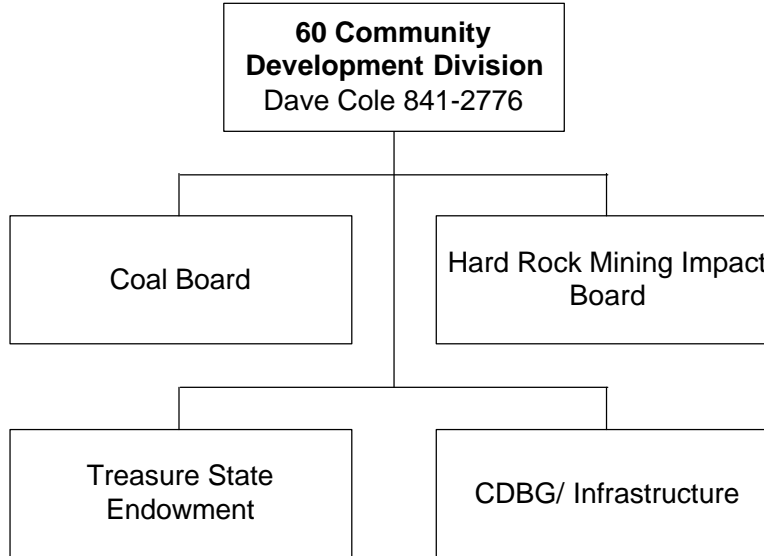 60 Community
Development Division
Dave Cole 841-2776
Coal Board
Hard Rock Mining Impact
Board
Treasure State
Endowment
CDBG/ Infrastructure